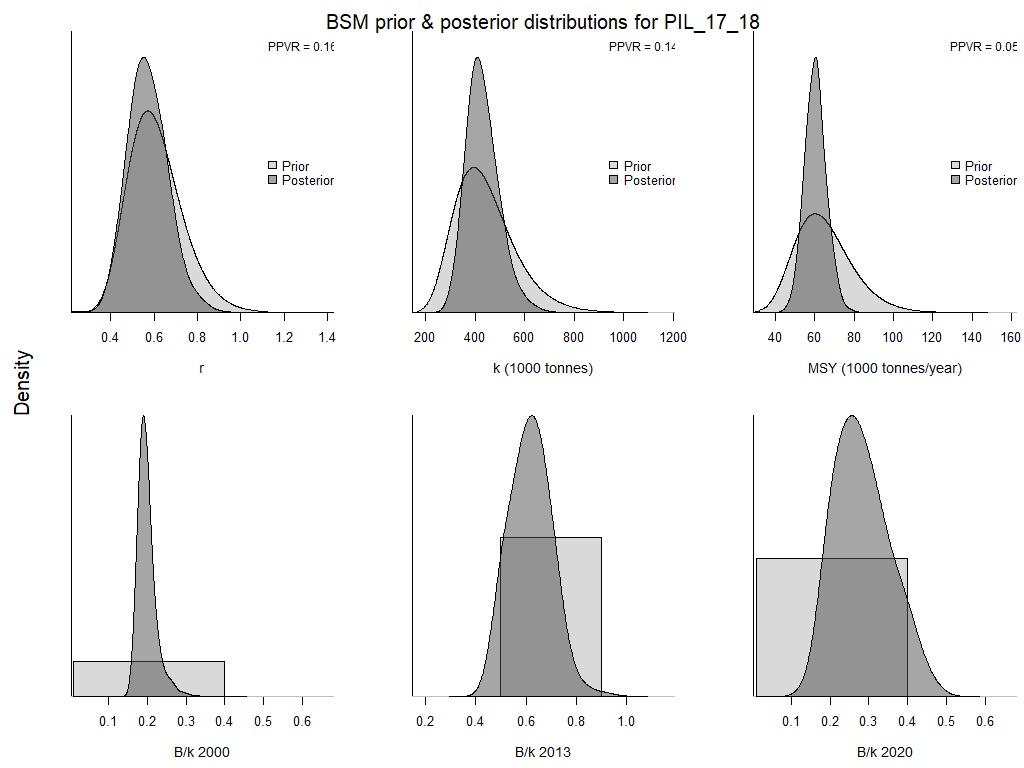 BSM prior & posterior distributions for PIL_17_18
PPVR = 0.16
PPVR = 0.14
PPVR = 0.05
Prior
Posterior
Prior
Posterior
Prior
Posterior
0.4 0.6 0.8 1.0 1.2 1.4
200 400 600 800 1000 1200
40 60 80 100 120 140 160
r
k (1000 tonnes)
MSY (1000 tonnes/year)
Density
0.1 0.2 0.3 0.4 0.5 0.6
0.2 0.4 0.6 0.8 1.0
0.1 0.2 0.3 0.4 0.5 0.6
B/k 2000
B/k 2013
B/k 2020